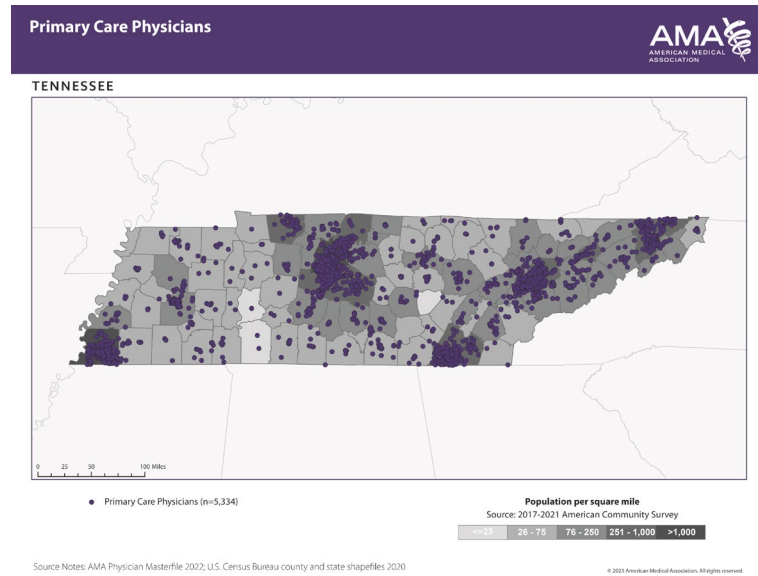 Primary Care Physicians
AMA
AMERICAN MEDICAL
ASSOCIATION
TENNESSEE
0 25 50 100 Miles
Primary Care Physicians (n=5,334)
Population per square mile
Source: 2017-2021 American Community Survey
<=25 26 - 75 76 - 250 251 - 1,000 >1,000
Source Notes: AMA Physician Masterfile 2022; U.S. Census Bureau county and state shapefiles 2020
© 2023 American Medical Association. All rights reserved.